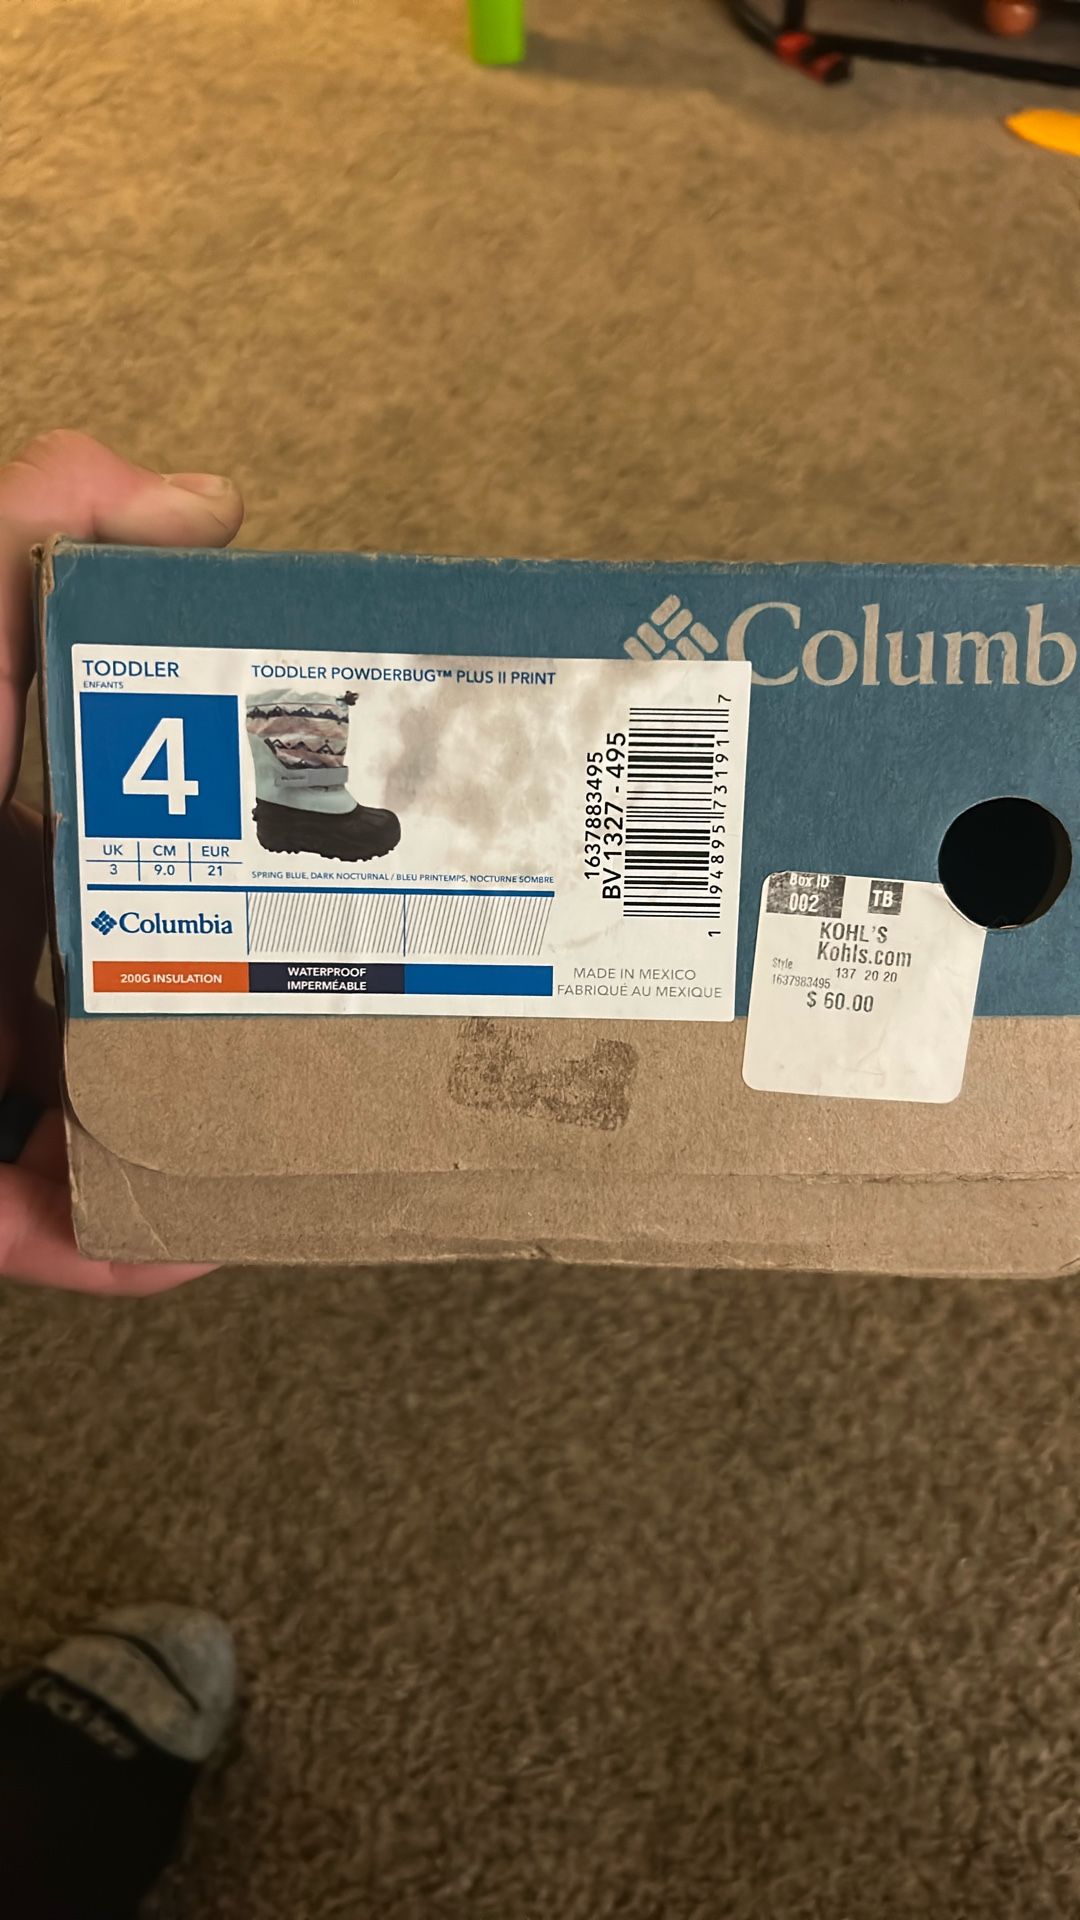 Columb
TODDLER
ENFANTS
4
UK CM EUR
3 9.0 21
TODDLER POWDERBUG™ PLUS II PRINT
COLUMBIA
SPRING BLUE, DARK NOCTURNAL / BLEU PRINTEMPS, NOCTURNE SOMBRE
Columbia
200G INSULATION
WATERPROOF
IMPERMÉABLE
1637883495
BV 1327 - 495
1 94895 73191 7
MADE IN MEXICO
FABRIQUÉ AU MEXIQUE
Box ID
002
TB
KOHL'S
Kohls.com
Style 137 20 20
1637983495
$ 60.00